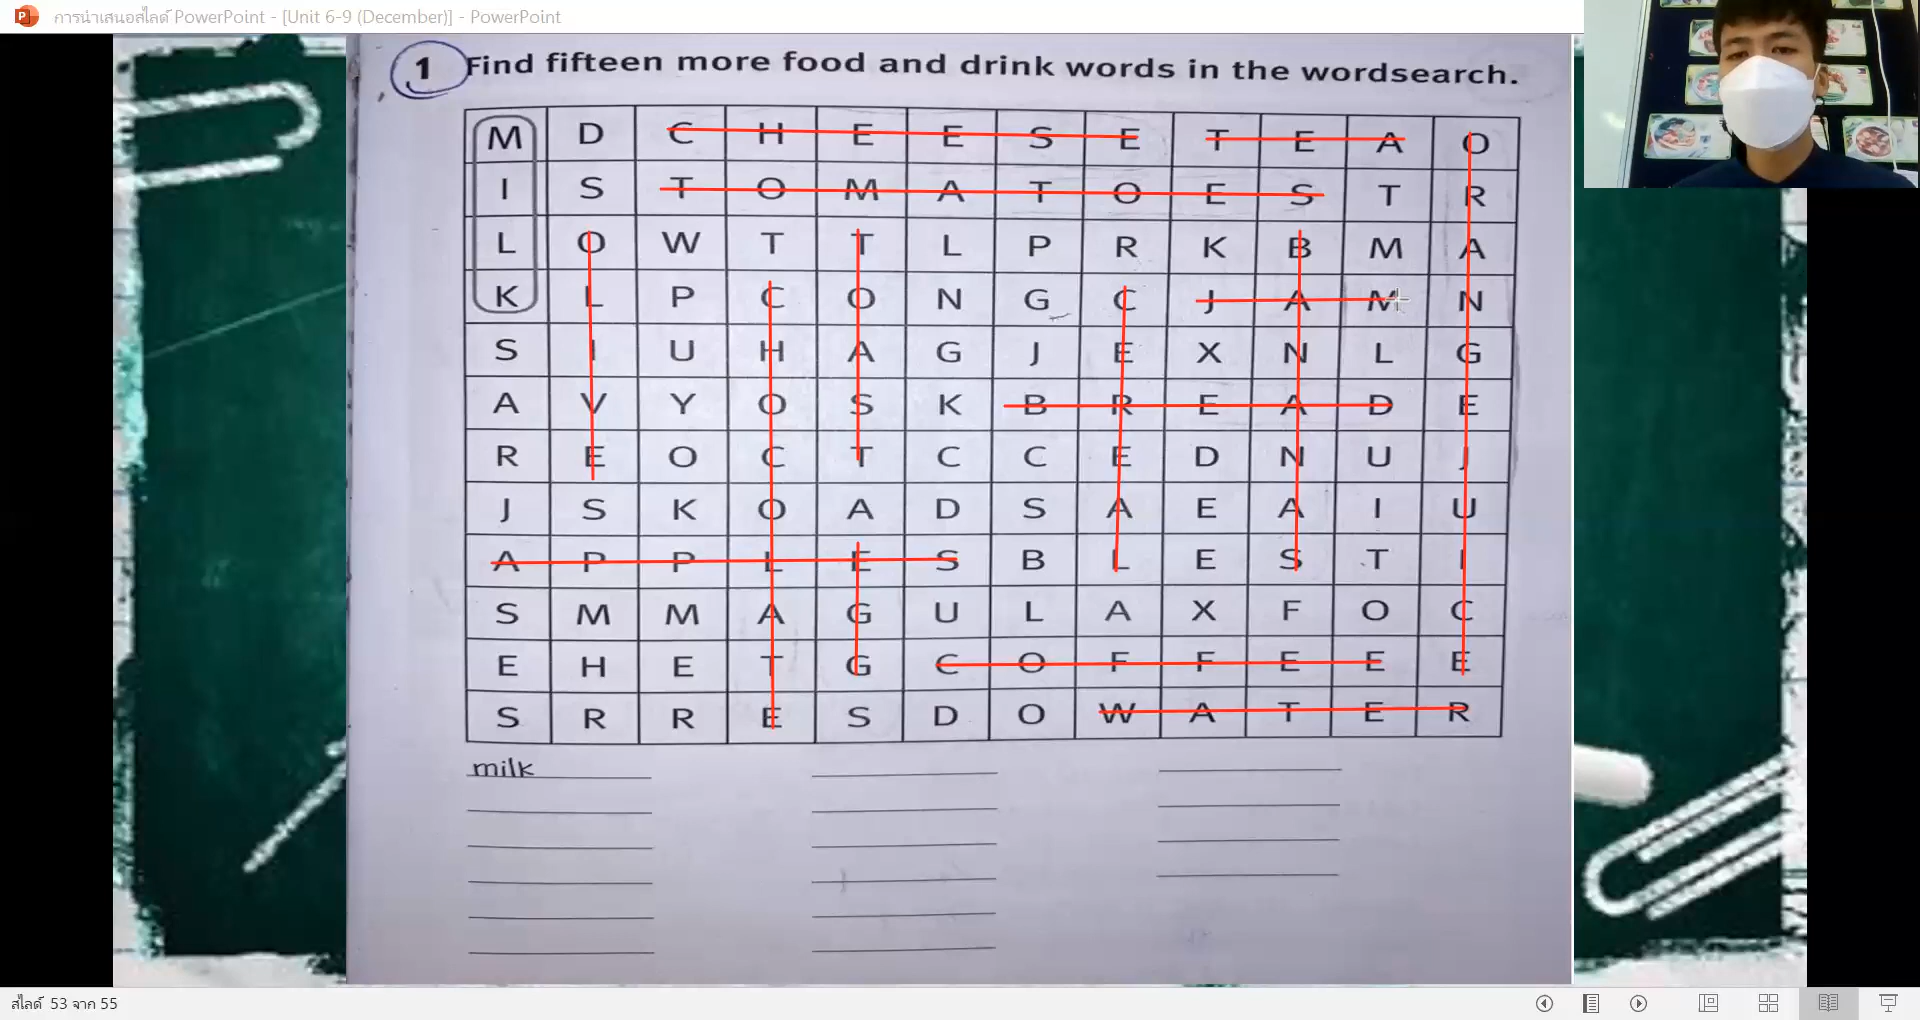 การนำเสนอสไลด์ PowerPoint - [Unit 6-9 (December)] - PowerPoint
1 Find fifteen more food and drink words in the wordsearch.
M D C H E E S E T E A O
I S T O M A T O E S T R
L O W T T L P R K B M A
K L P C O N G C J A M N
S I U H A G J E X N L G
A V Y O S K B R E A D E
R E O C T C C E D N U J
J S K O A D S A E A I U
A P P L E S B L E S T I
S M M A G U L A X F O C
E H E T G C O F F E E E
S R R E S D O W A T E R
milk
สไลด์ 53 จาก 55